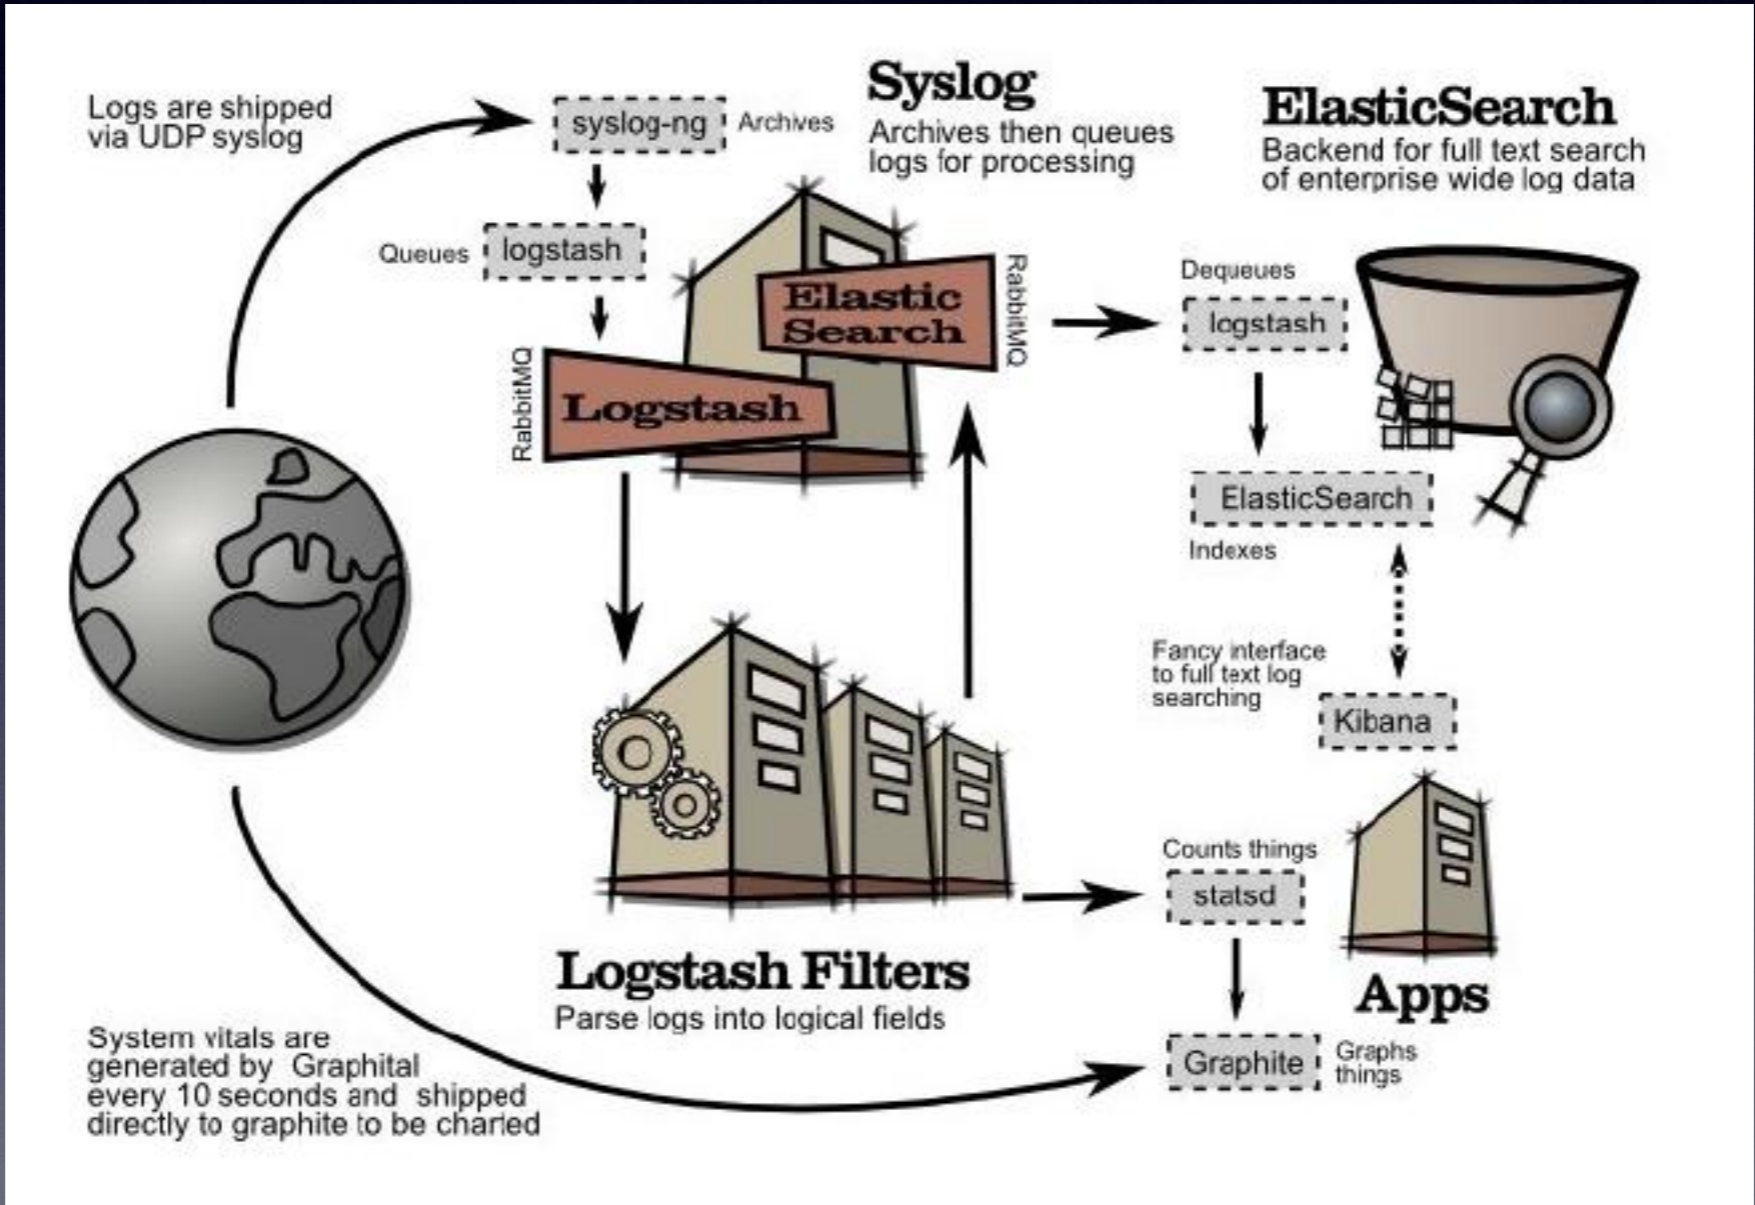 Logs are shipped
via UDP syslog
syslog-ng
Archives
Syslog
Archives then queues
logs for processing
ElasticSearch
Backend for full text search
of enterprise wide log data
Queues
logstash
Elastic
Search
RabbitMQ
RabbitMQ
Logstash
Dequeues
logstash
ElasticSearch
Indexes
Fancy interface
to full text log
searching
Kibana
Counts things
statsd
Apps
Logstash Filters
Parse logs into logical fields
Graphite
Graphs
things
System vitals are
generated by Graphital
every 10 seconds and shipped
directly to graphite to be charted